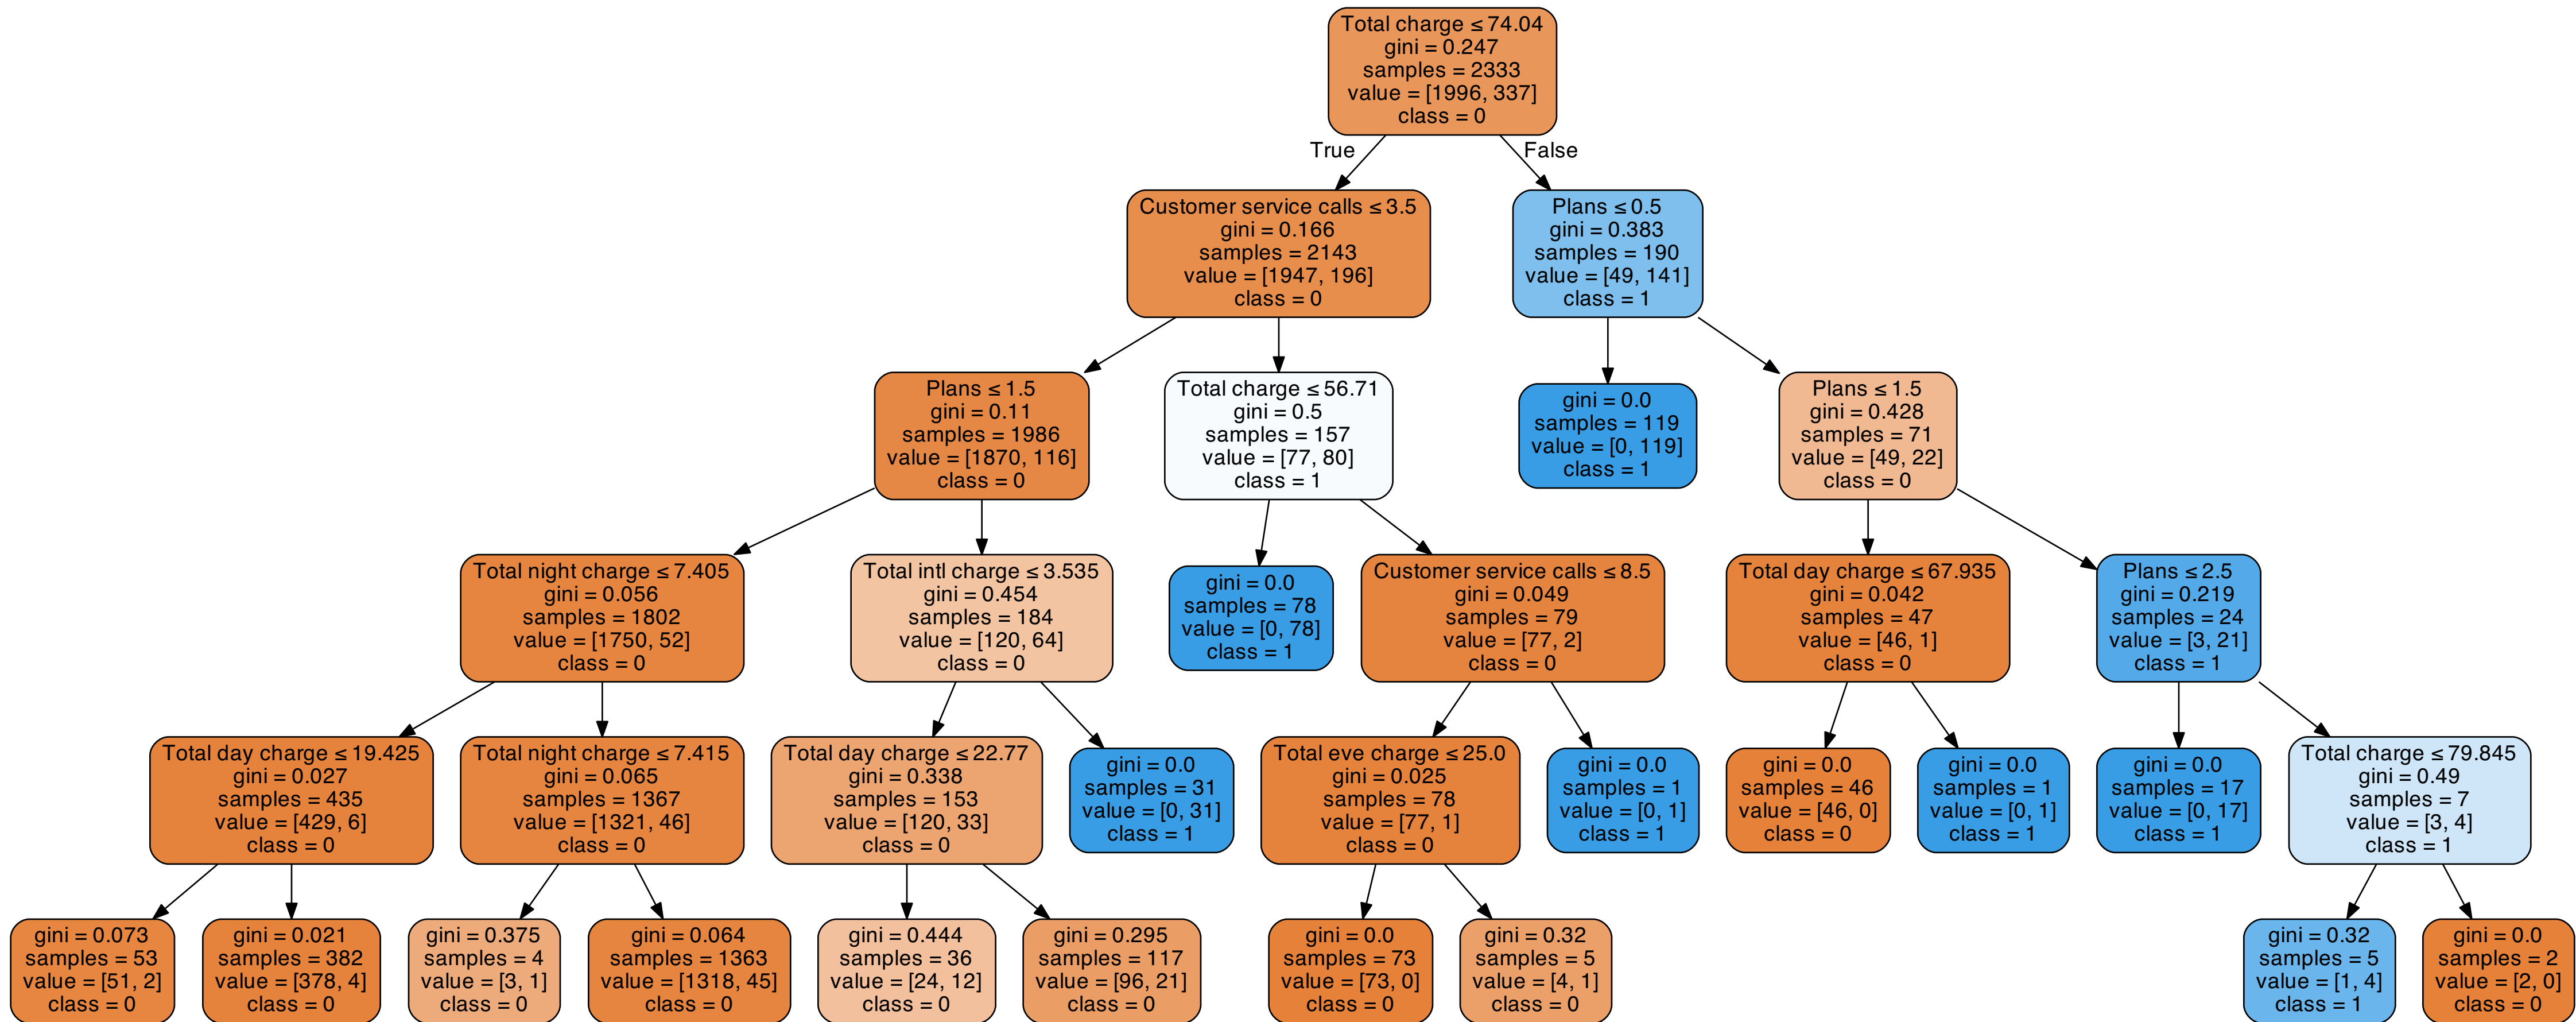 Total charge ≤ 74.04
gini = 0.247
samples = 2333
value = [1996, 337]
class = 0
True
False
Customer service calls ≤ 3.5
gini = 0.166
samples = 2143
value = [1947, 196]
class = 0
Plans ≤ 0.5
gini = 0.383
samples = 190
value = [49, 141]
class = 1
Plans ≤ 1.5
gini = 0.11
samples = 1986
value = [1870, 116]
class = 0
Total charge ≤ 56.71
gini = 0.5
samples = 157
value = [77, 80]
class = 1
gini = 0.0
samples = 119
value = [0, 119]
class = 1
Plans ≤ 1.5
gini = 0.428
samples = 71
value = [49, 22]
class = 0
Total night charge ≤ 7.405
gini = 0.056
samples = 1802
value = [1750, 52]
class = 0
Total intl charge ≤ 3.535
gini = 0.454
samples = 184
value = [120, 64]
class = 0
gini = 0.0
samples = 78
value = [0, 78]
class = 1
Customer service calls ≤ 8.5
gini = 0.049
samples = 79
value = [77, 2]
class = 0
Total day charge ≤ 67.935
gini = 0.042
samples = 47
value = [46, 1]
class = 0
Plans ≤ 2.5
gini = 0.219
samples = 24
value = [3, 21]
class = 1
Total day charge ≤ 19.425
gini = 0.027
samples = 435
value = [429, 6]
class = 0
Total night charge ≤ 7.415
gini = 0.065
samples = 1367
value = [1321, 46]
class = 0
Total day charge ≤ 22.77
gini = 0.338
samples = 153
value = [120, 33]
class = 0
gini = 0.0
samples = 31
value = [0, 31]
class = 1
Total eve charge ≤ 25.0
gini = 0.025
samples = 78
value = [77, 1]
class = 0
gini = 0.0
samples = 1
value = [0, 1]
class = 1
gini = 0.0
samples = 46
value = [46, 0]
class = 0
gini = 0.0
samples = 1
value = [0, 1]
class = 1
gini = 0.0
samples = 17
value = [0, 17]
class = 1
Total charge ≤ 79.845
gini = 0.49
samples = 7
value = [3, 4]
class = 1
gini = 0.073
samples = 53
value = [51, 2]
class = 0
gini = 0.021
samples = 382
value = [378, 4]
class = 0
gini = 0.375
samples = 4
value = [3, 1]
class = 0
gini = 0.064
samples = 1363
value = [1318, 45]
class = 0
gini = 0.444
samples = 36
value = [24, 12]
class = 0
gini = 0.295
samples = 117
value = [96, 21]
class = 0
gini = 0.0
samples = 73
value = [73, 0]
class = 0
gini = 0.32
samples = 5
value = [4, 1]
class = 0
gini = 0.32
samples = 5
value = [1, 4]
class = 1
gini = 0.0
samples = 2
value = [2, 0]
class = 0